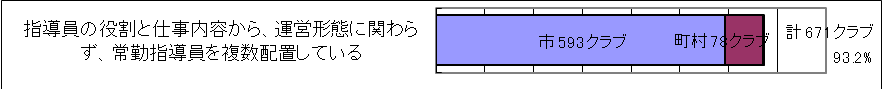 指導員の役割と仕事内容から、運営形態に関わら
ず、常勤指導員を複数配置している
市593クラブ
町村78クラブ
計671クラブ
93.2%